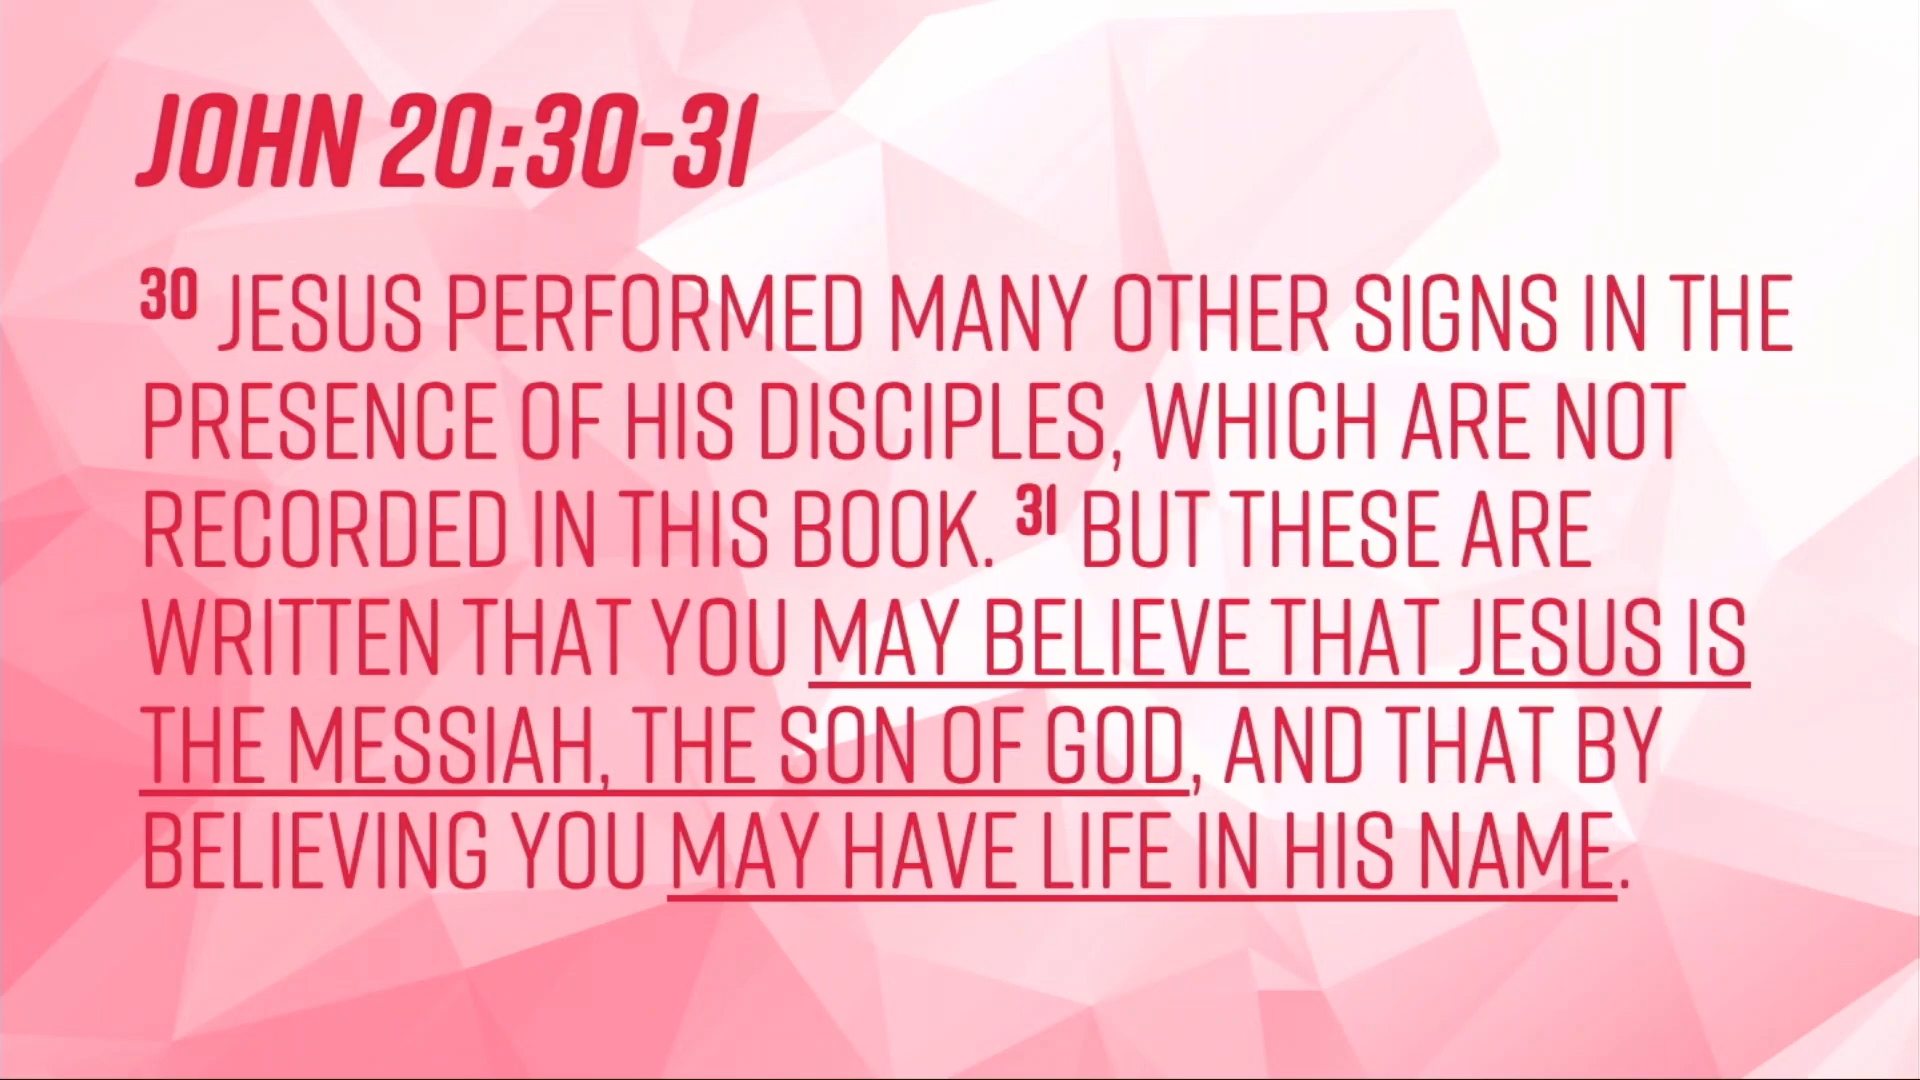 JOHN 20:30-31
30 JESUS PERFORMED MANY OTHER SIGNS IN THE
PRESENCE OF HIS DISCIPLES, WHICH ARE NOT
RECORDED IN THIS BOOK. 31 BUT THESE ARE
WRITTEN THAT YOU MAY BELIEVE THAT JESUS IS
THE MESSIAH, THE SON OF GOD, AND THAT BY
BELIEVING YOU MAY HAVE LIFE IN HIS NAME.